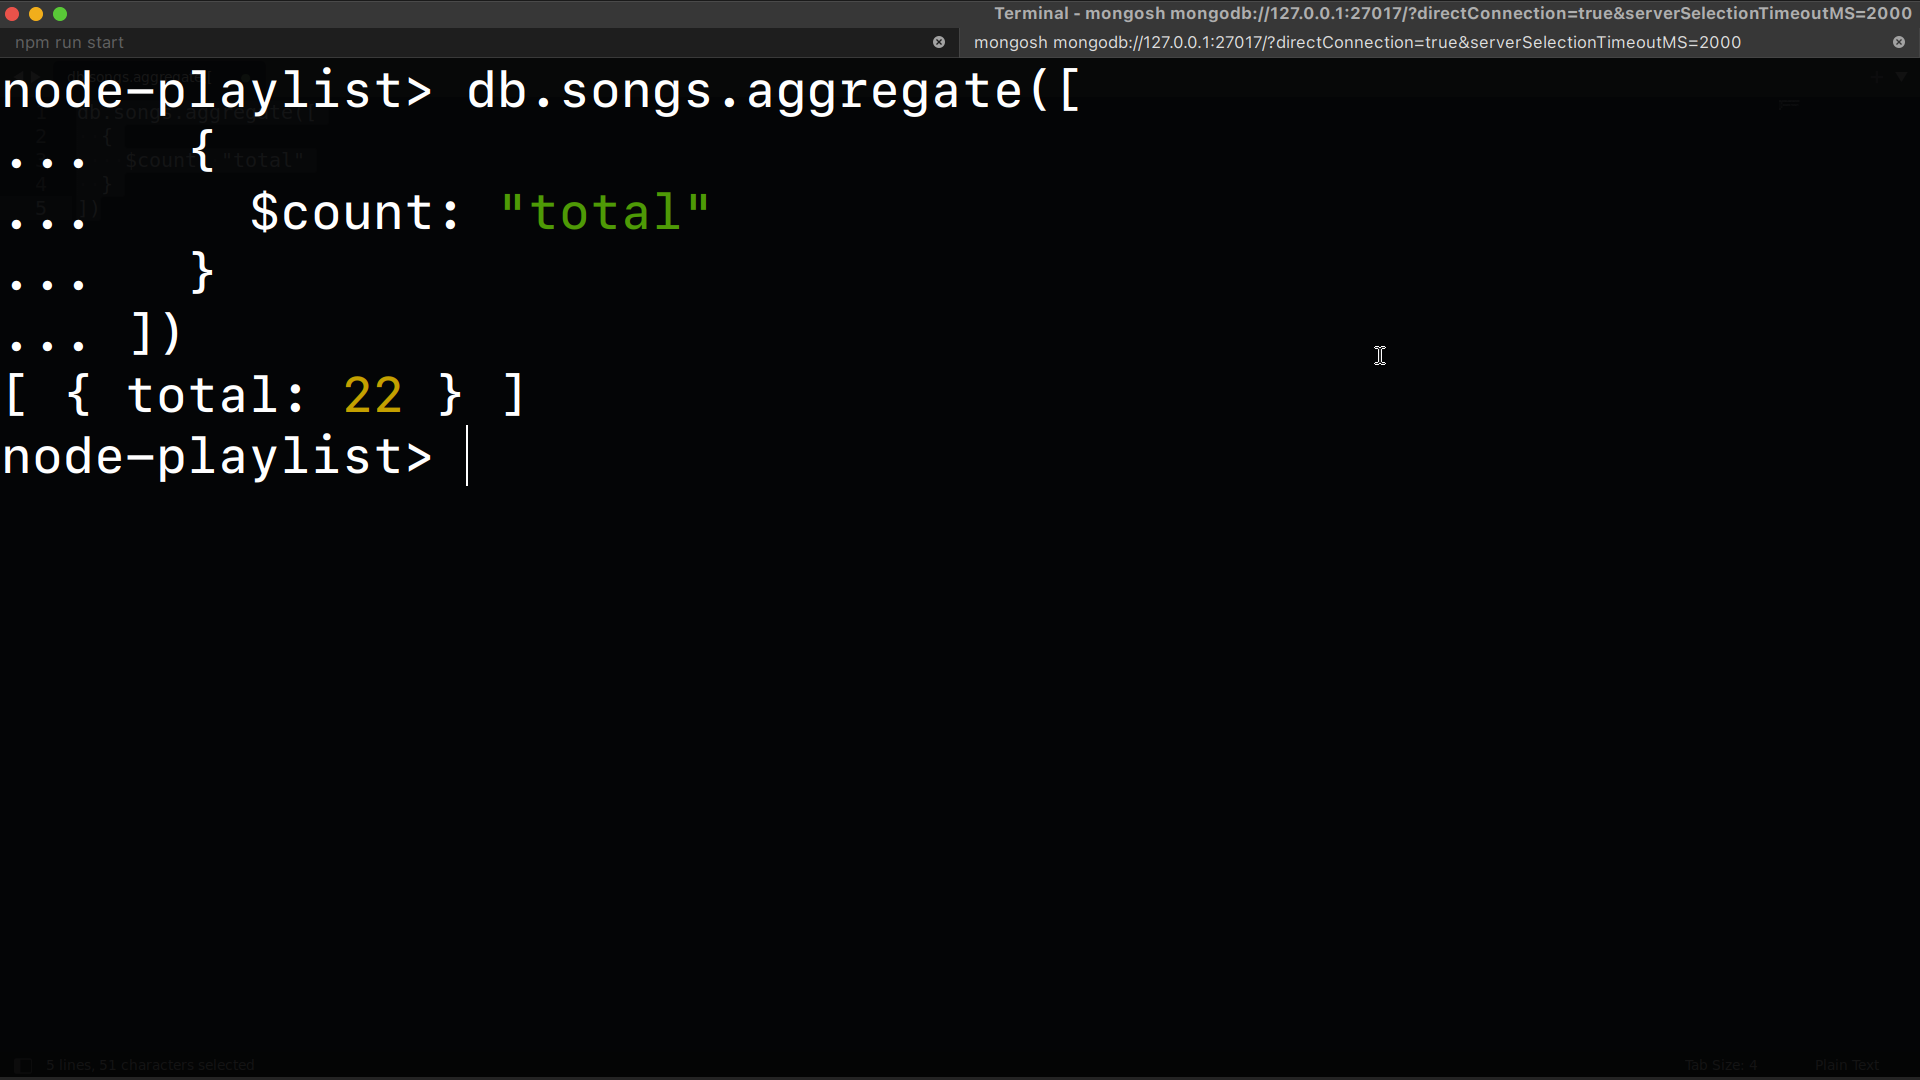 Terminal - mongosh mongodb://127.0.0.1:27017/?directConnection=true&serverSelectionTimeoutMS=2000
npm run start
mongosh mongodb://127.0.0.1:27017/?directConnection=true&serverSelectionTimeoutMS=2000
node-playlist> db.songs.aggregate([
...   {
...     $count: "total"
...   }
... ])
[ { total: 22 } ]
node-playlist>
5 lines, 51 characters selected
Tab Size: 4
Plain Text